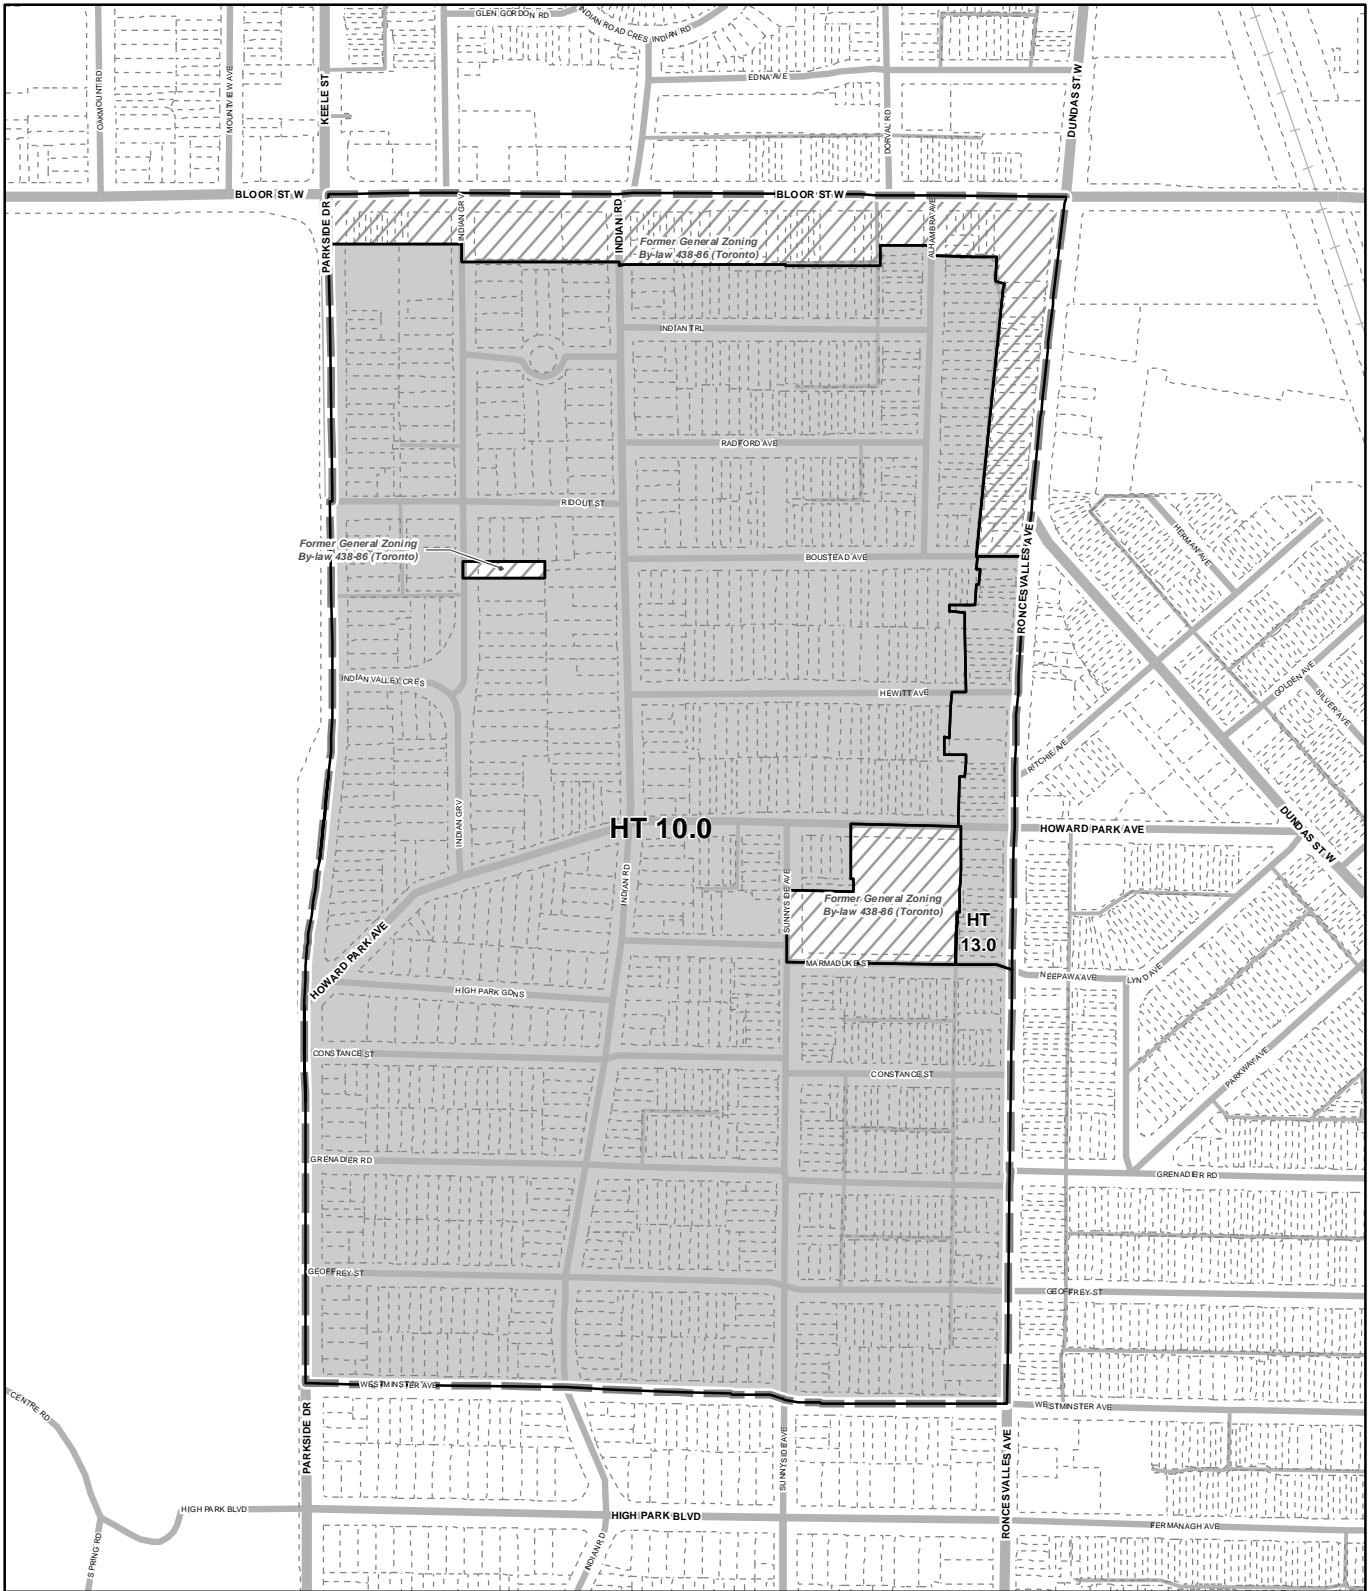 GLEN GORDON RD
INDIAN ROAD CRES
INDIAN RD
OAKMOUNT RD
MOUNTVIEW AVE
KEELE ST
EDNA AVE
DORVAL RD
DUNDAS ST W
BLOOR ST W
BLOOR ST W
PARKSIDE DR
INDIAN GRV
INDIAN RD
ALHAMBRA AVE
Former General Zoning
By-law 438-86 (Toronto)
INDIAN TRL
RADFORD AVE
RIDOUT ST
Former General Zoning
By-law 438-86 (Toronto)
BOUSTEAD AVE
RONCESVALLES AVE
HERMAN AVE
GOLDEN AVE
SILVER AVE
INDIAN VALLEY CRES
HEWITT AVE
RITCHIE AVE
INDIAN GRV
HT 10.0
HOWARD PARK AVE
DUNDAS ST W
INDIAN RD
SUNNYSIDE AVE
Former General Zoning
By-law 438-86 (Toronto)
HT
13.0
HOWARD PARK AVE
MARMADUKE ST
NEEPAWA AVE
LYND AVE
HIGH PARK GDNS
CONSTANCE ST
CONSTANCE ST
PARKWAY AVE
GRENADIER RD
GRENADIER RD
GEOFFREY ST
GEOFFREY ST
WESTMINSTER AVE
WESTMINSTER AVE
CENTRE RD
PARKSIDE DR
SUNNYSIDE AVE
RONCESVALLES AVE
HIGH PARK BLVD
HIGH PARK BLVD
FERMANAGH AVE
SPRING RD
INDIAN RD